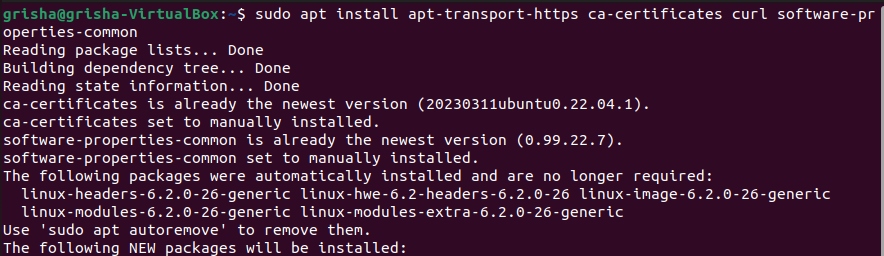 grisha@grisha-VirtualBox:~$ sudo apt install apt-transport-https ca-certificates curl software-pr
operties-common
Reading package lists... Done
Building dependency tree... Done
Reading state information... Done
ca-certificates is already the newest version (20230311ubuntu0.22.04.1).
ca-certificates set to manually installed.
software-properties-common is already the newest version (0.99.22.7).
software-properties-common set to manually installed.
The following packages were automatically installed and are no longer required:
  linux-headers-6.2.0-26-generic linux-hwe-6.2-headers-6.2.0-26 linux-image-6.2.0-26-generic
  linux-modules-6.2.0-26-generic linux-modules-extra-6.2.0-26-generic
Use 'sudo apt autoremove' to remove them.
The following NEW packages will be installed: